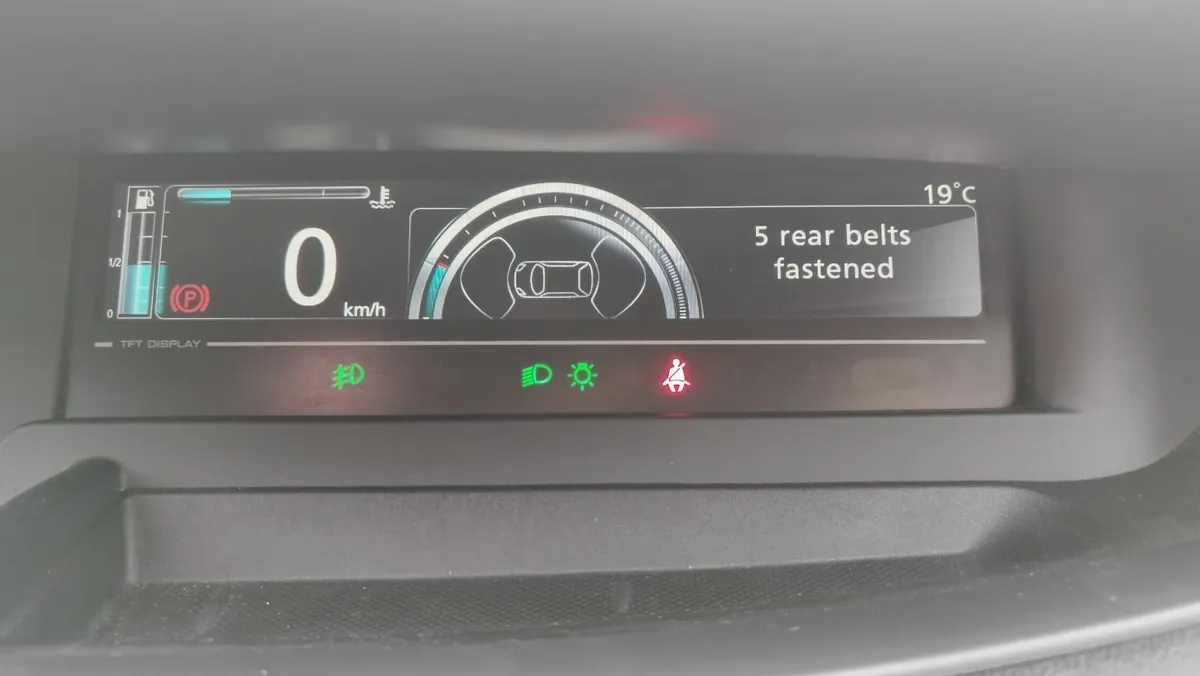 19°C
1
1/2
0
P
0
km/h
5 rear belts
fastened
TFT DISPLAY